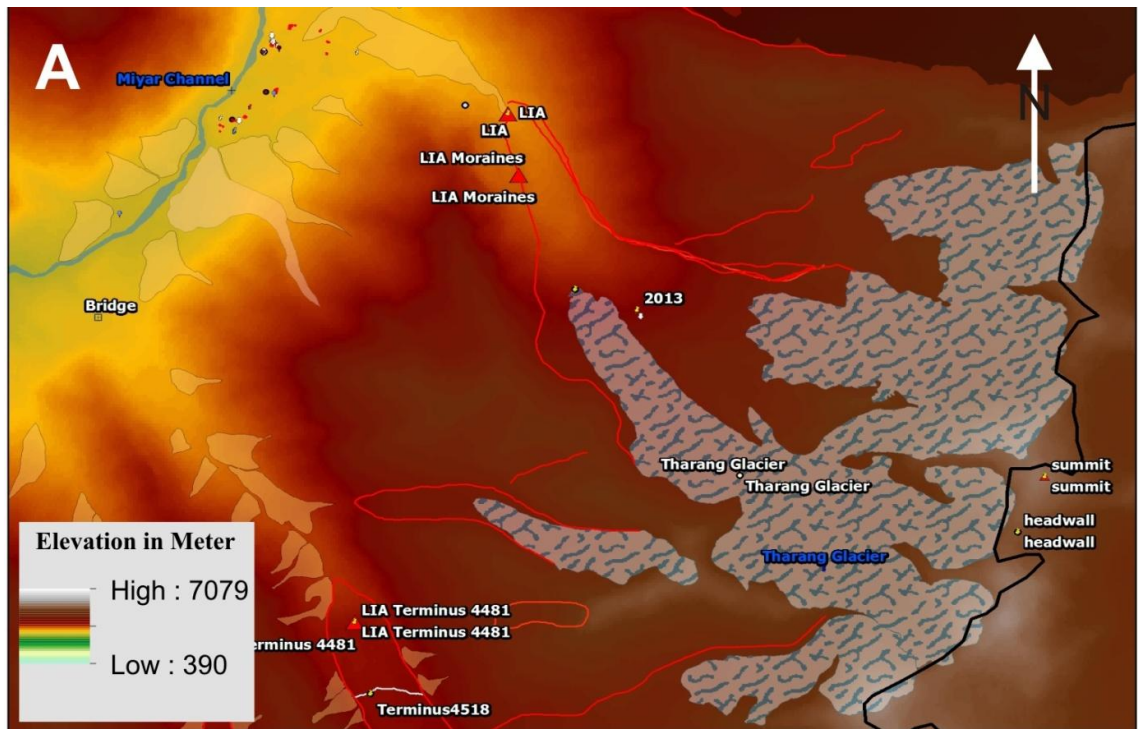 A
N
Miyar Channel
LIA
LIA
LIA Moraines
LIA Moraines
2013
Bridge
Tharang Glacier
Tharang Glacier
summit
summit
headwall
headwall
Tharang Glacier
LIA Terminus 4481
LIA Terminus 4481
erminus 4481
Terminus4518
Elevation in Meter
High : 7079
Low : 390